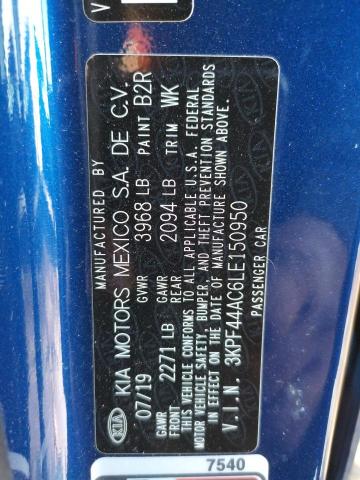 MANUFACTURED BY
KIA KIA MOTORS MEXICO S.A. DE C.V.
07/19 GVWR 3968 LB PAINT B2R
GAWR FRONT 2271 LB GAWR REAR 2094 LB TRIM WK
THIS VEHICLE CONFORMS TO ALL APPLICABLE U.S.A. FEDERAL
MOTOR VEHICLE SAFETY, BUMPER, AND THEFT PREVENTION STANDARDS
IN EFFECT ON THE DATE OF MANUFACTURE SHOWN ABOVE.
V.I.N. 3KPF44AC6LE150950
PASSENGER CAR
7540
V